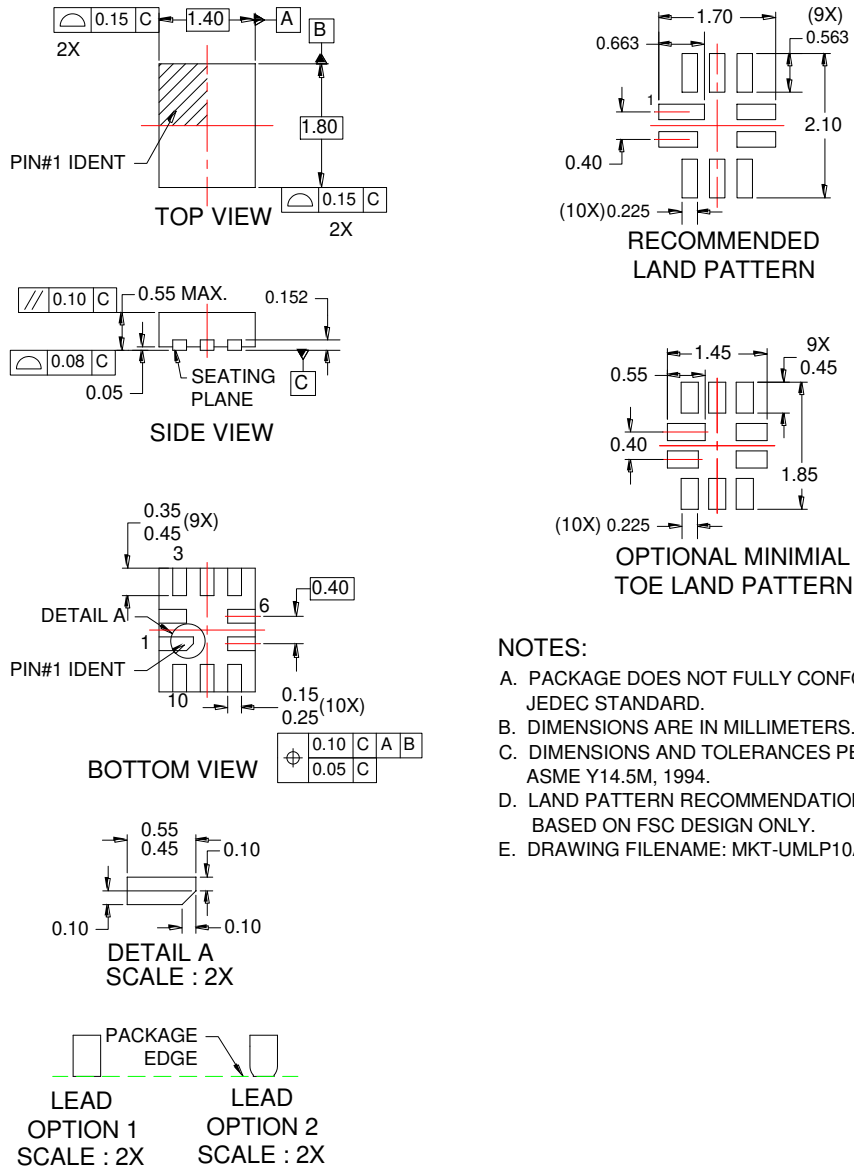 0.15 C
2X
1.40
A
B
1.80
PIN#1 IDENT
0.15 C
2X
TOP VIEW
// 0.10 C
0.55 MAX.
0.152
0.08 C
0.05
SEATING
PLANE
C
SIDE VIEW
0.35
0.45 (9X)
3
0.40
DETAIL A
6
1
PIN#1 IDENT
10
0.15
0.25 (10X)
0.10 C A B
0.05 C
BOTTOM VIEW
0.55
0.45
0.10
0.10
0.10
DETAIL A
SCALE : 2X
PACKAGE
EDGE
LEAD
OPTION 1
SCALE : 2X
LEAD
OPTION 2
SCALE : 2X
1.70
(9X)
0.563
0.663
1
2.10
0.40
(10X) 0.225
RECOMMENDED
LAND PATTERN
1.45
9X
0.45
0.55
0.40
1.85
(10X) 0.225
OPTIONAL MINIMIAL
TOE LAND PATTERN
NOTES:
A. PACKAGE DOES NOT FULLY CONFO
JEDEC STANDARD.
B. DIMENSIONS ARE IN MILLIMETERS.
C. DIMENSIONS AND TOLERANCES PE
ASME Y14.5M, 1994.
D. LAND PATTERN RECOMMENDATION
BASED ON FSC DESIGN ONLY.
E. DRAWING FILENAME: MKT-UMLP10